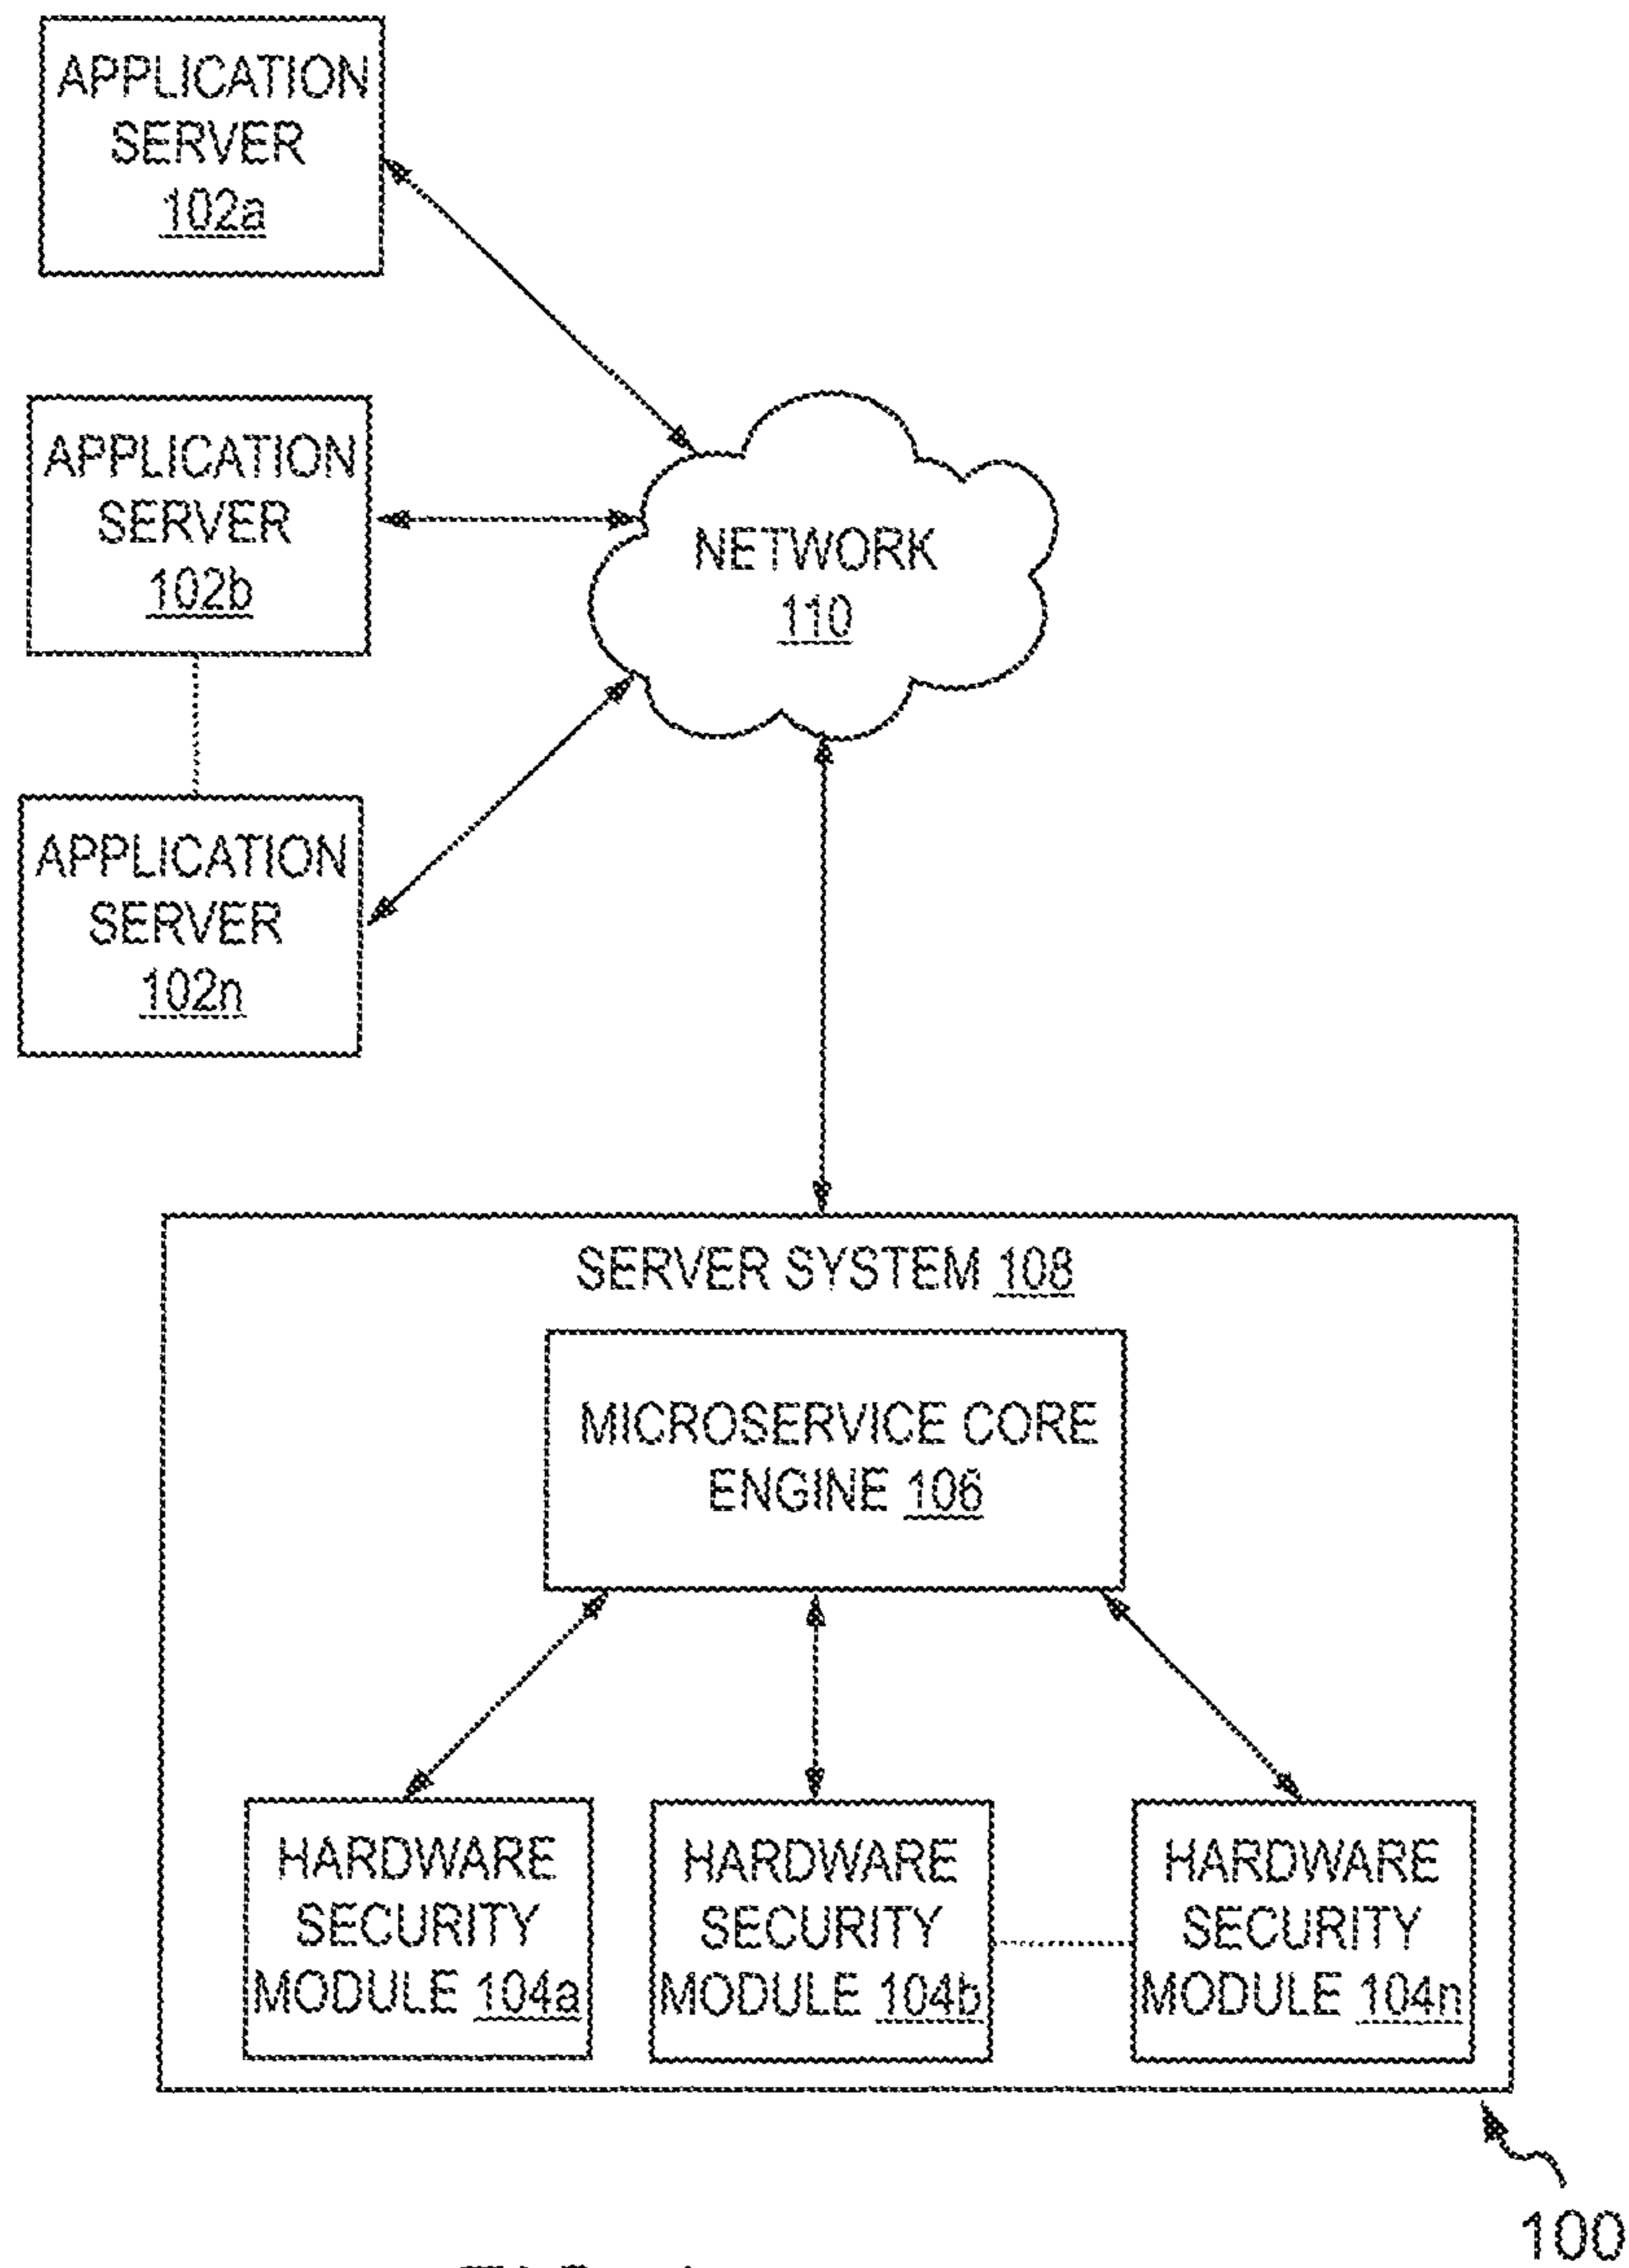 APPLICATION
SERVER
102a
APPLICATION
SERVER
102b
NETWORK
110
APPLICATION
SERVER
102n
SERVER SYSTEM 108
MICROSERVICE CORE
ENGINE 106
HARDWARE
SECURITY
MODULE 104a
HARDWARE
SECURITY
MODULE 104b
HARDWARE
SECURITY
MODULE 104n
100